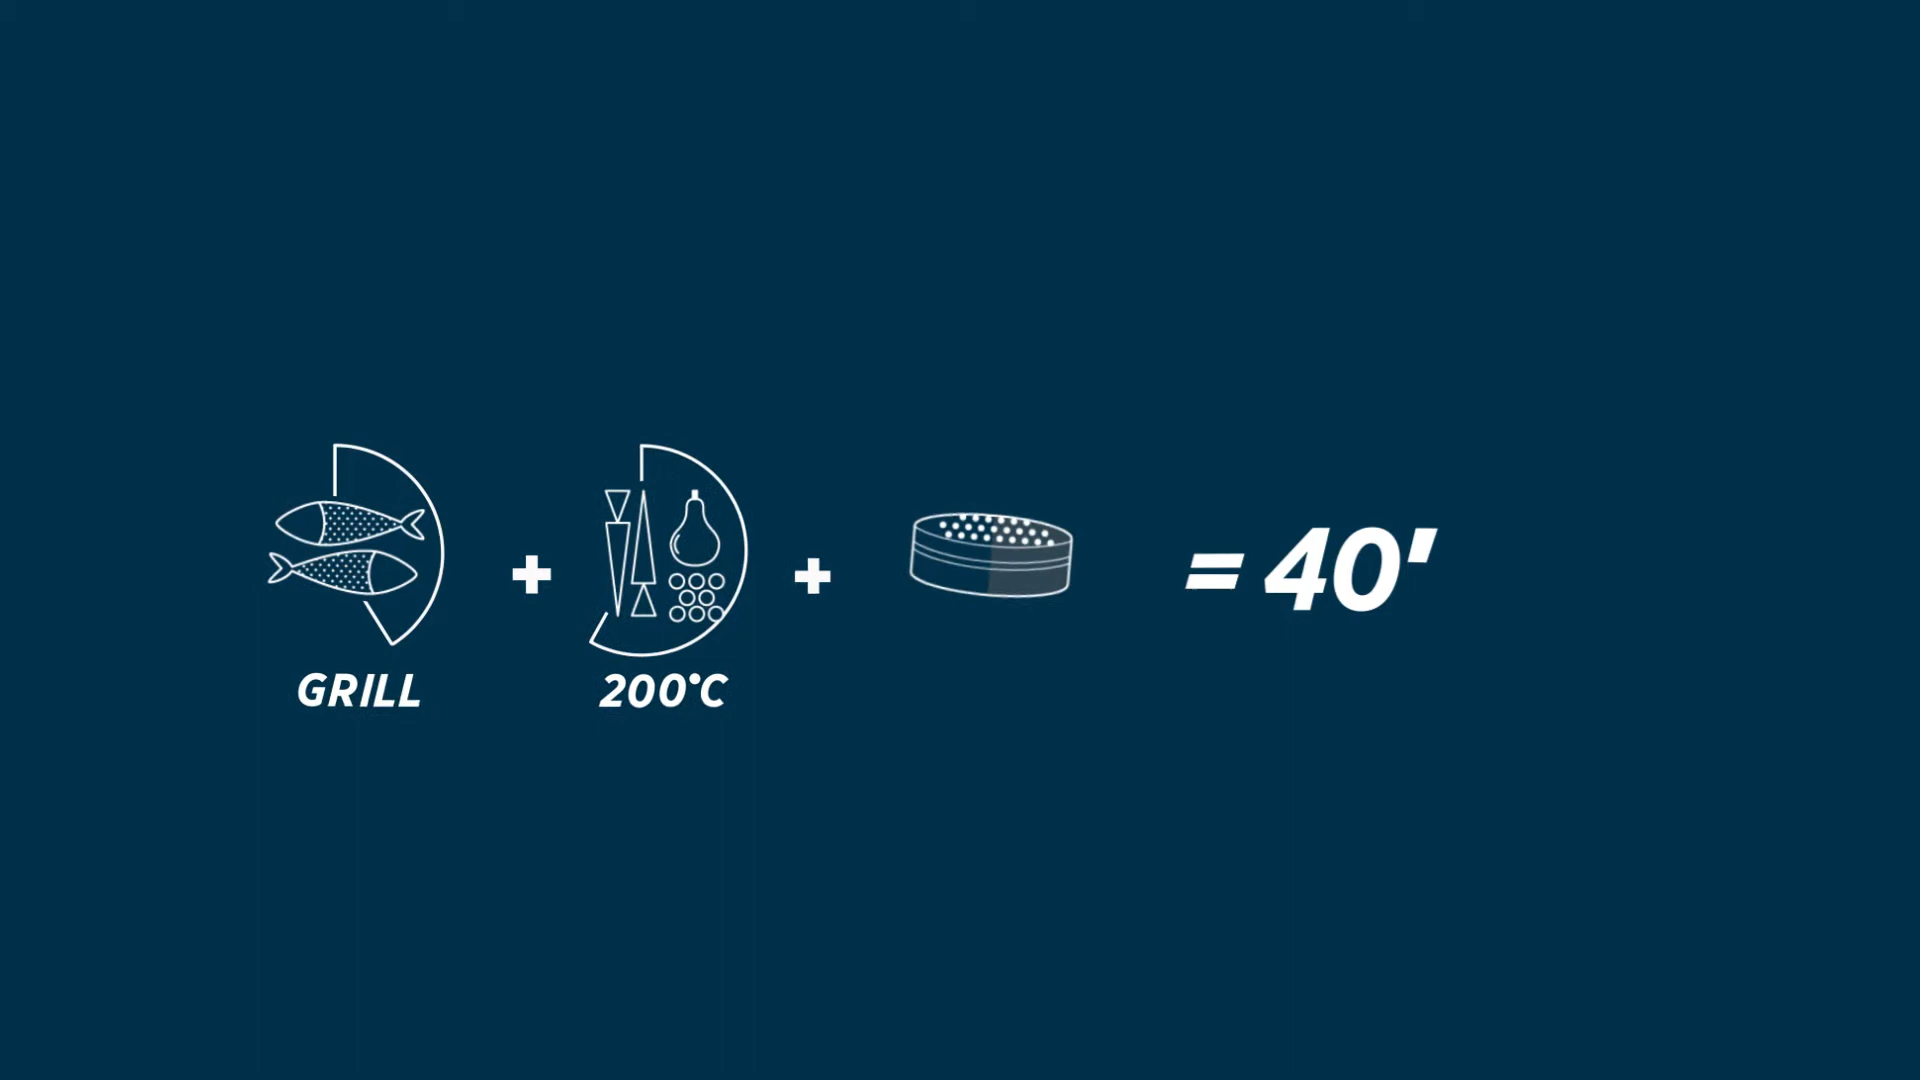 + + = 40'
GRILL 200°C